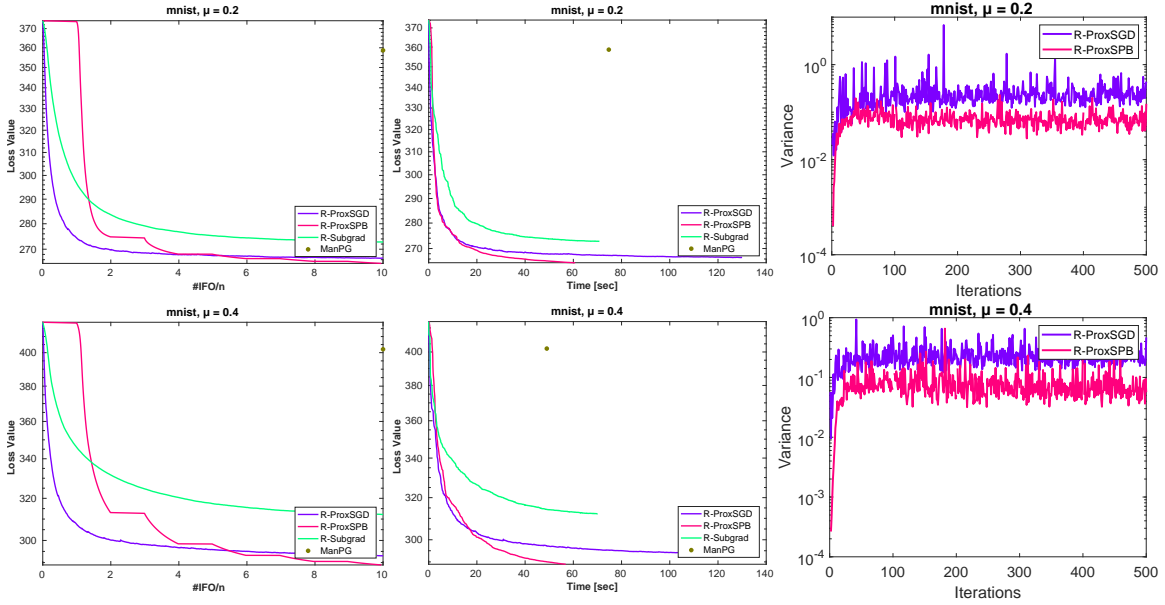 mnist, μ = 0.2
Loss Value
370
360
350
340
330
320
310
300
290
280
270
0
2
4
6
8
10
#IFO/n
R-ProxSGD
R-ProxSPB
R-Subgrad
ManPG
mnist, μ = 0.2
Loss Value
370
360
350
340
330
320
310
300
290
280
270
0
20
40
60
80
100
120
140
Time [sec]
R-ProxSGD
R-ProxSPB
R-Subgrad
ManPG
mnist, μ = 0.2
Variance
10^0
10^-2
10^-4
0
100
200
300
400
500
Iterations
R-ProxSGD
R-ProxSPB
mnist, μ = 0.4
Loss Value
400
380
360
340
320
300
0
2
4
6
8
10
#IFO/n
R-ProxSGD
R-ProxSPB
R-Subgrad
ManPG
mnist, μ = 0.4
Loss Value
400
380
360
340
320
300
0
20
40
60
80
100
120
140
Time [sec]
R-ProxSGD
R-ProxSPB
R-Subgrad
ManPG
mnist, μ = 0.4
Variance
10^0
10^-1
10^-2
10^-3
10^-4
0
100
200
300
400
500
Iterations
R-ProxSGD
R-ProxSPB